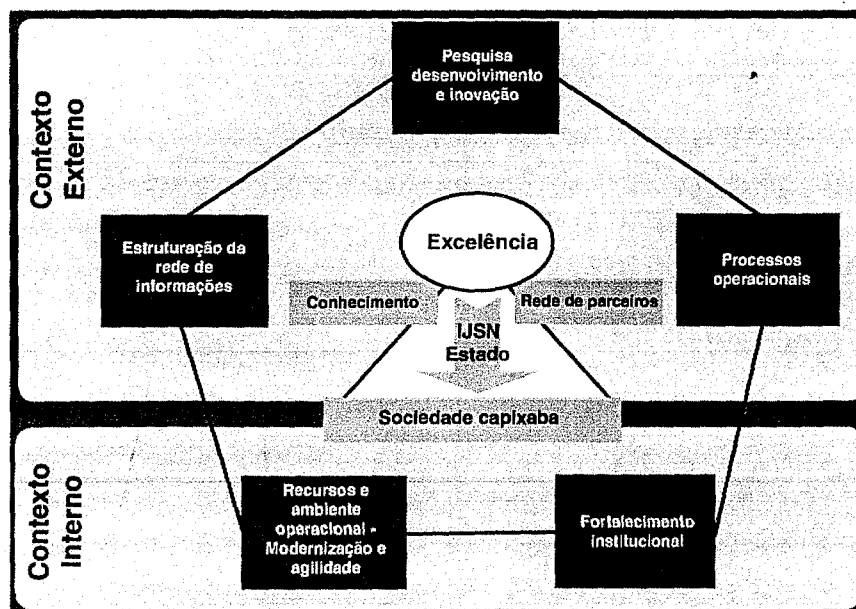 Contexto
Externo
Pesquisa
desenvolvimento
e inovação
Estruturação da
rede de
informações
Excelência
Processos
operacionais
Conhecimento
Rede de parceiros
IJSN
Estado
Sociedade capixaba
Contexto
Interno
Recursos e
ambiente
operacional -
Modernização e
agilidade
Fortalecimento
institucional